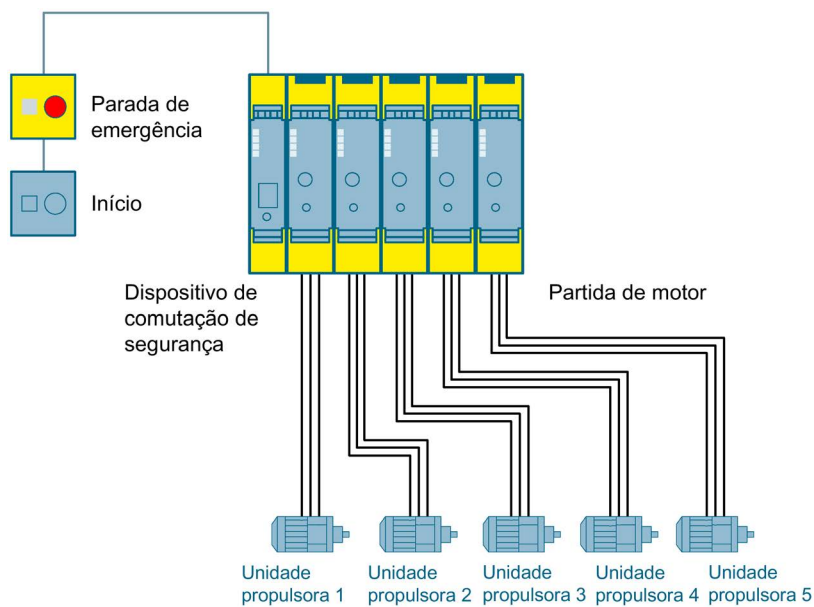 Parada de
emergência
Início
Dispositivo de
comutação de
segurança
Partida de motor
Unidade
propulsora 1
Unidade
propulsora 2
Unidade
propulsora 3
Unidade
propulsora 4
Unidade
propulsora 5